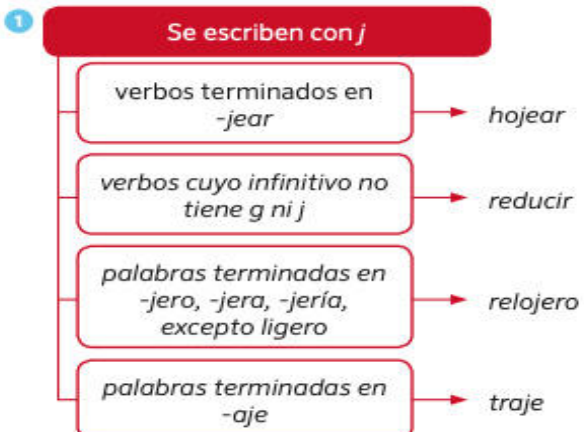 1
Se escriben con j
verbos terminados en
-jear
hojear
verbos cuyo infinitivo no
tiene g ni j
reducir
palabras terminadas en
-jero, -jera, -jería,
excepto ligero
relojero
palabras terminadas en
-aje
traje